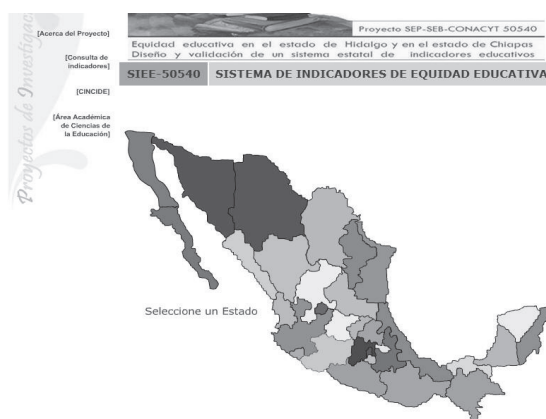 Proyectos de Investigac
[Acerca del Proyecto]
[Consulta de
indicadores]
[CINCIDE]
[Área Académica
de Ciencias de
la Educación]
Proyecto SEP-SEB-CONACYT 50540
Equidad educativa en el estado de Hidalgo y en el estado de Chiapas
Diseño y validación de un sistema estatal de indicadores educativos
SIEE-50540
SISTEMA DE INDICADORES DE EQUIDAD EDUCATIVA
Seleccione un Estado